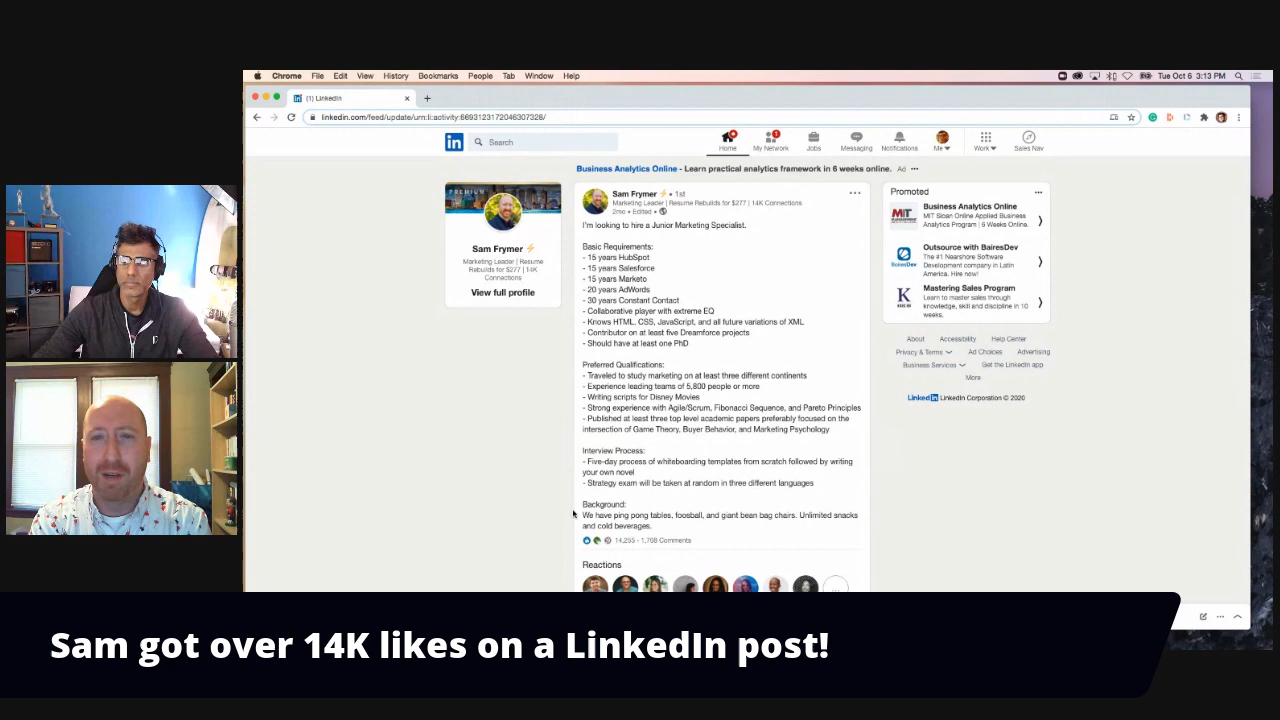 Chrome File Edit View History Bookmarks People Tab Window Help
Tue Oct 6 3:13 PM
(1) LinkedIn
linkedin.com/feed/update/urn:li:activity:6693123172046307328/
in Search
Home My Network Jobs Messaging Notifications Me Work Sales Nav
Business Analytics Online - Learn practical analytics framework in 6 weeks online. Ad
PREMIUM
Sam Frymer ⚡
Marketing Leader | Resume
Rebuilds for $277 | 14K
Connections
View full profile
Sam Frymer ⚡ • 1st
Marketing Leader | Resume Rebuilds for $277 | 14K Connections
2mo • Edited •
I'm looking to hire a Junior Marketing Specialist.
Basic Requirements:
- 15 years HubSpot
- 15 years Salesforce
- 15 years Marketo
- 20 years AdWords
- 30 years Constant Contact
- Collaborative player with extreme EQ
- Knows HTML, CSS, JavaScript, and all future variations of XML
- Contributor on at least five Dreamforce projects
- Should have at least one PhD
Preferred Qualifications:
- Traveled to study marketing on at least three different continents
- Experience leading teams of 5,800 people or more
- Writing scripts for Disney Movies
- Strong experience with Agile/Scrum, Fibonacci Sequence, and Pareto Principles
- Published at least three top level academic papers preferably focused on the
intersection of Game Theory, Buyer Behavior, and Marketing Psychology
Interview Process:
- Five-day process of whiteboarding templates from scratch followed by writing
your own novel
- Strategy exam will be taken at random in three different languages
Background:
We have ping pong tables, foosball, and giant bean bag chairs. Unlimited snacks
and cold beverages.
14,255 • 1,708 Comments
Reactions
Promoted
MIT
Business Analytics Online
MIT Sloan Online Applied Business
Analytics Program | 6 Weeks Online.
BairesDev
Outsource with BairesDev
The #1 Nearshore Software
Development company in Latin
America. Hire now!
K
Mastering Sales Program
Learn to master sales through
knowledge, skill and discipline in 10
weeks.
About Accessibility Help Center
Privacy & Terms Ad Choices Advertising
Business Services Get the LinkedIn app
More
LinkedIn LinkedIn Corporation © 2020
Sam got over 14K likes on a LinkedIn post!